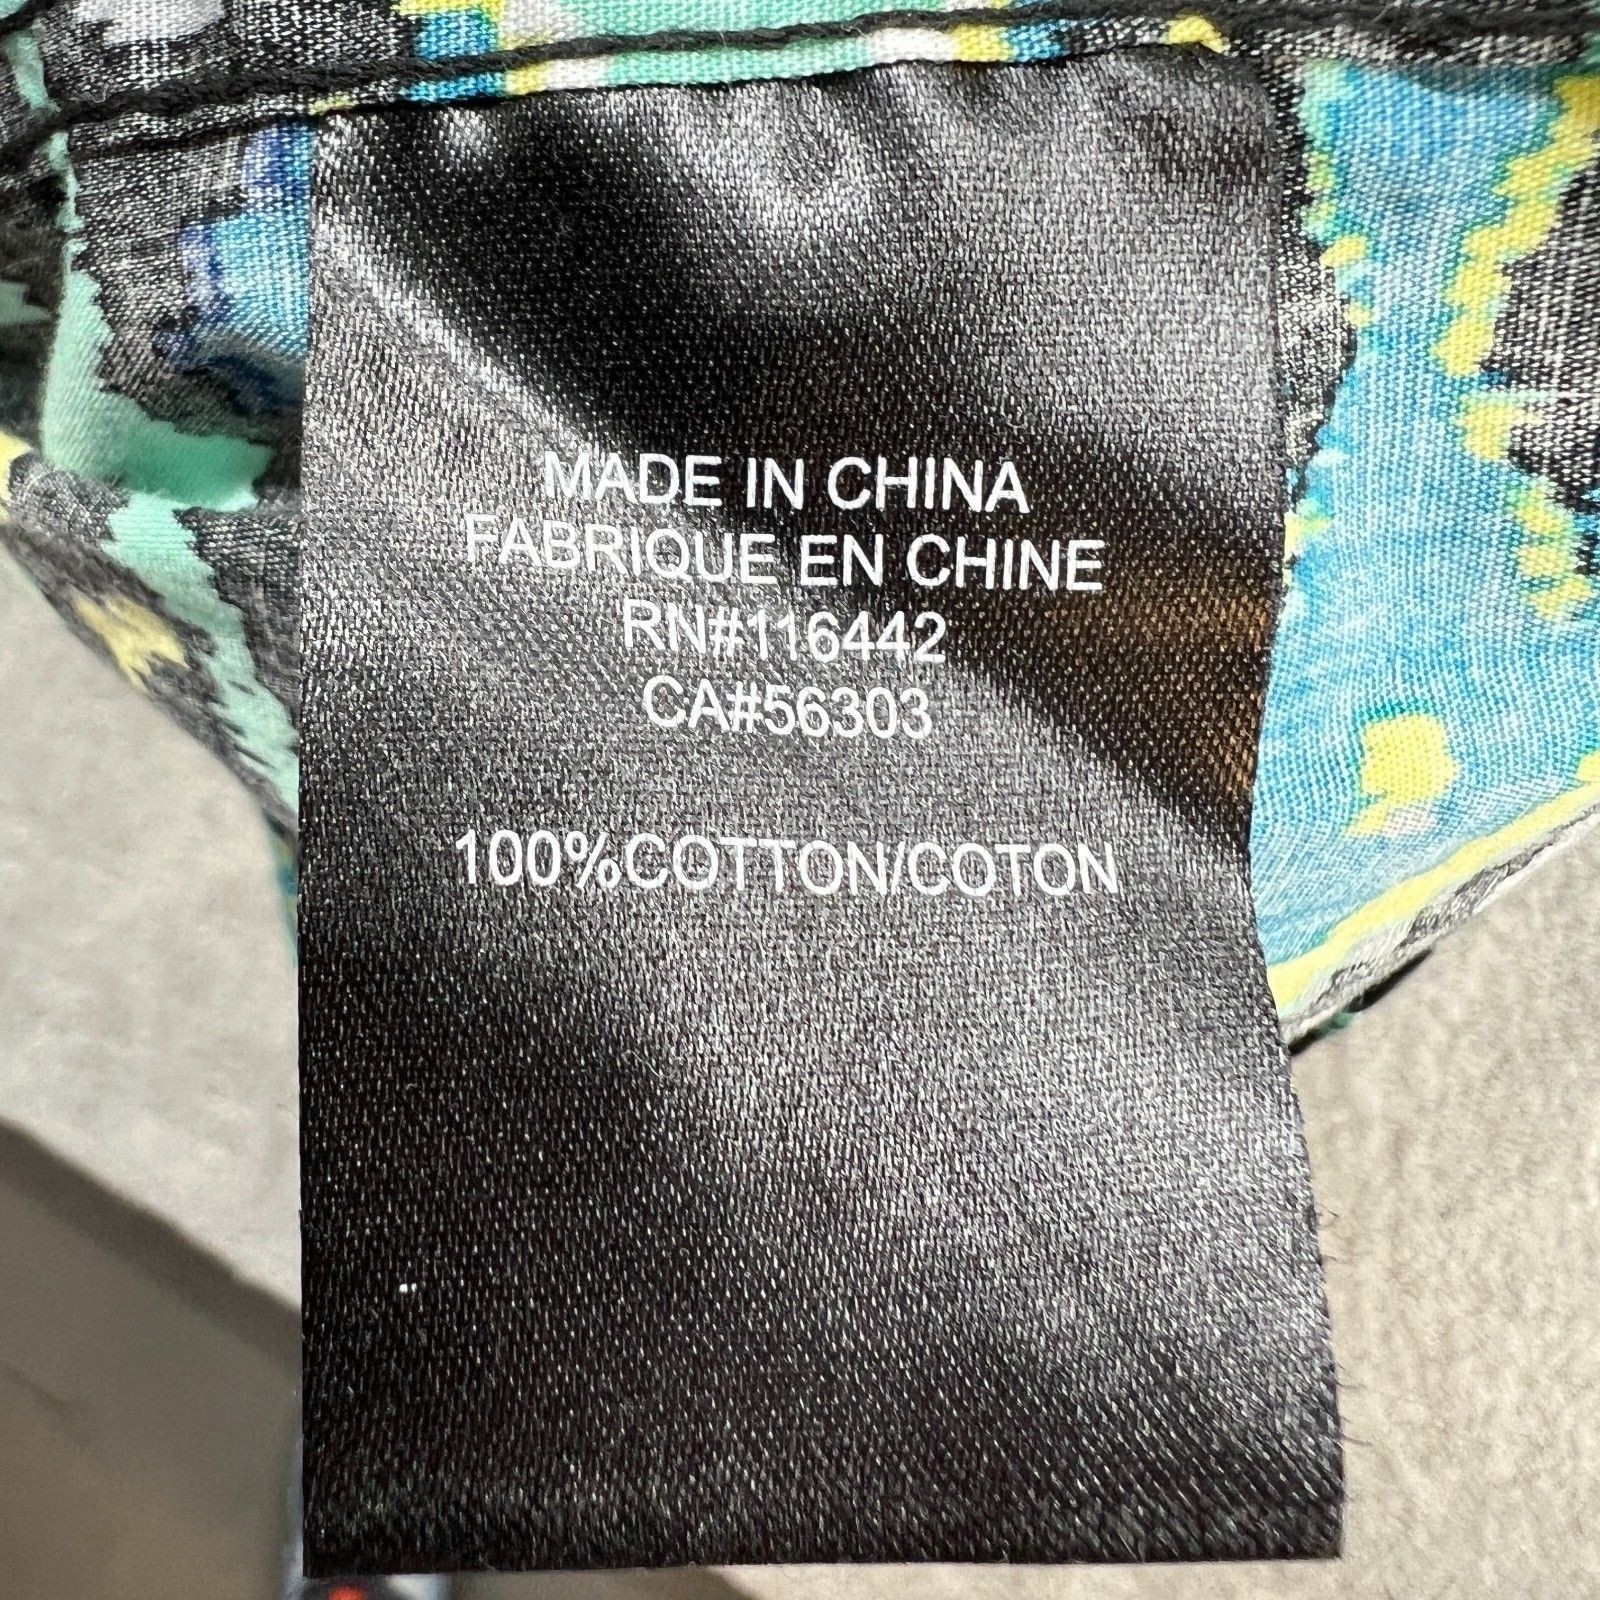 MADE IN CHINA
FABRIQUE EN CHINE
RN#116442
CA#56303
100%COTTON/COTON